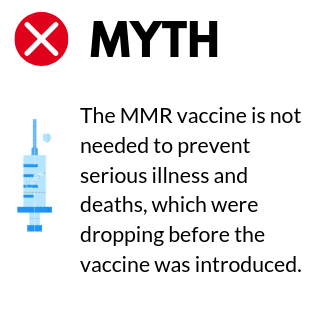 MYTH
The MMR vaccine is not
needed to prevent
serious illness and
deaths, which were
dropping before the
vaccine was introduced.